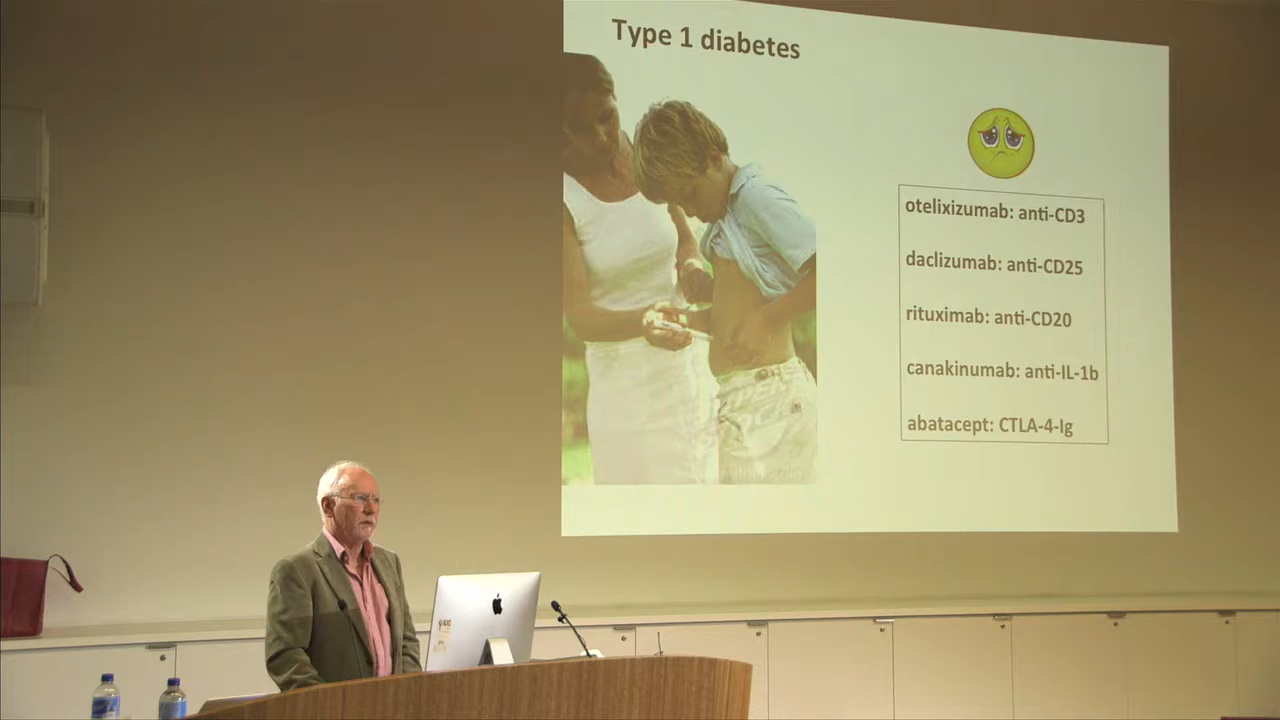 Type 1 diabetes
otelixizumab: anti-CD3
daclizumab: anti-CD25
rituximab: anti-CD20
canakinumab: anti-IL-1b
abatacept: CTLA-4-Ig